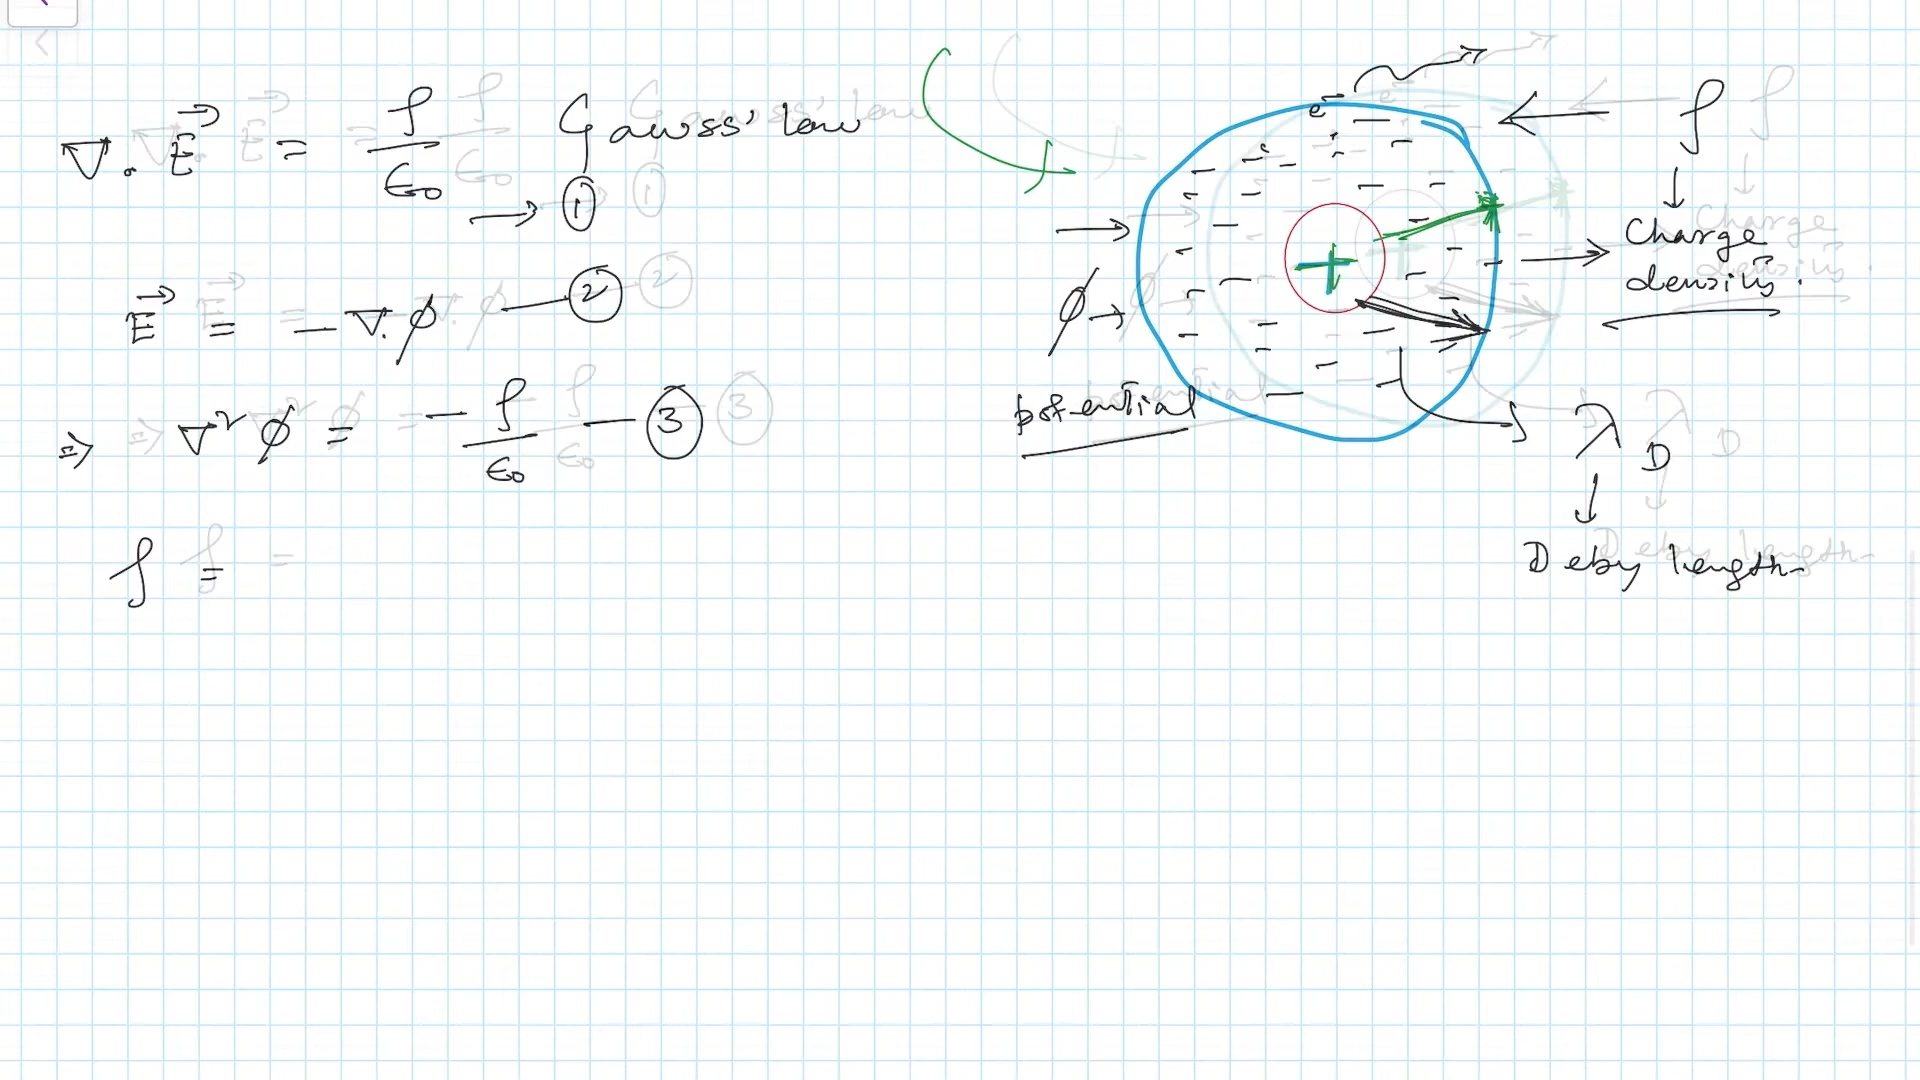 ∇. E⃗ = ρ/ϵ₀ Gauss' law
→ ①
E⃗ = −∇.ϕ — ②
⇒ ∇²ϕ = −ρ/ϵ₀ — ③
ρ =
e⁻
ρ
↓
Charge
density.
ϕ →
potential
+
λ_D
↓
Deby length